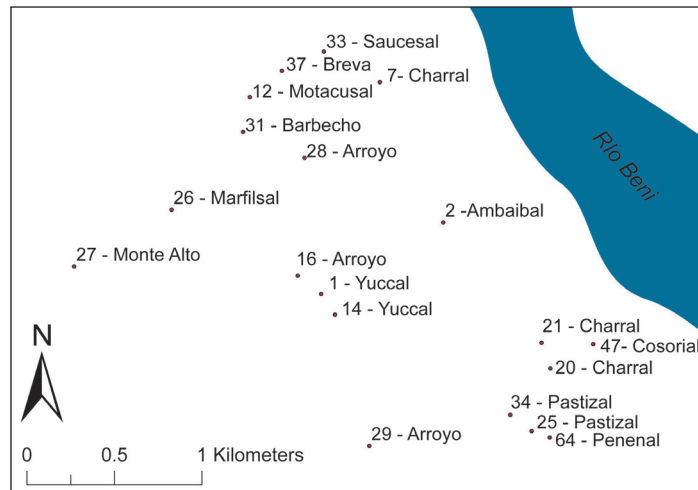 33 - Saucesal
37 - Breva
7- Charral
12 - Motacusal
31 - Barbecho
28 - Arroyo
RIo Beni
26 - Marfilsal
2 -Ambaibal
27 - Monte Alto
16 - Arroyo
1 - Yuccal
14 - Yuccal
21 - Charral
47- Cosorial
20 - Charral
N
34 - Pastizal
25 - Pastizal
29 - Arroyo
64 - Penenal
0 0.5 1 Kilometers